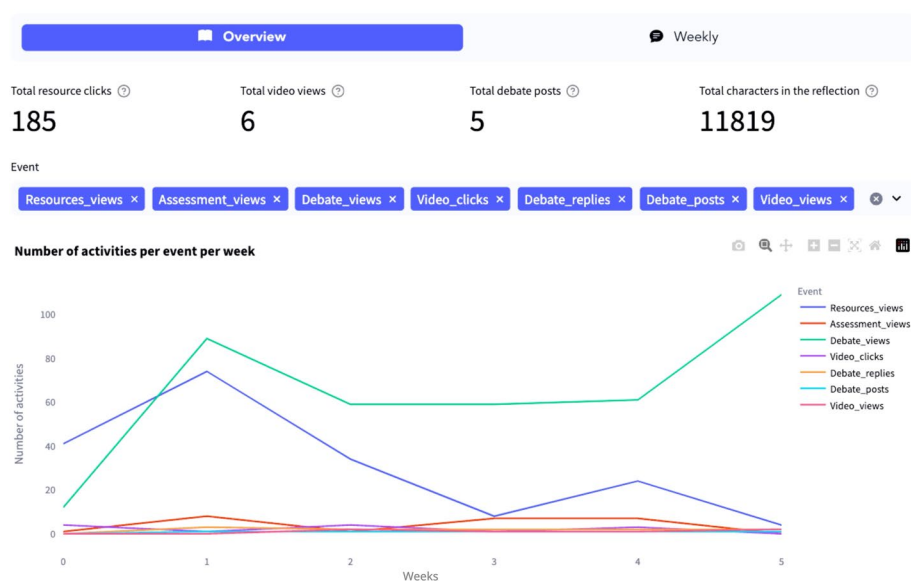 Overview
Weekly
Total resource clicks ?
Total video views ?
Total debate posts ?
Total characters in the reflection ?
185
6
5
11819
Event
Resources_views ×
Assessment_views ×
Debate_views ×
Video_clicks ×
Debate_replies ×
Debate_posts ×
Video_views ×
Number of activities per event per week
Event
Resources_views
Assessment_views
Debate_views
Video_clicks
Debate_replies
Debate_posts
Video_views
Number of activities
100
80
60
40
20
0
0
1
2
3
4
5
Weeks